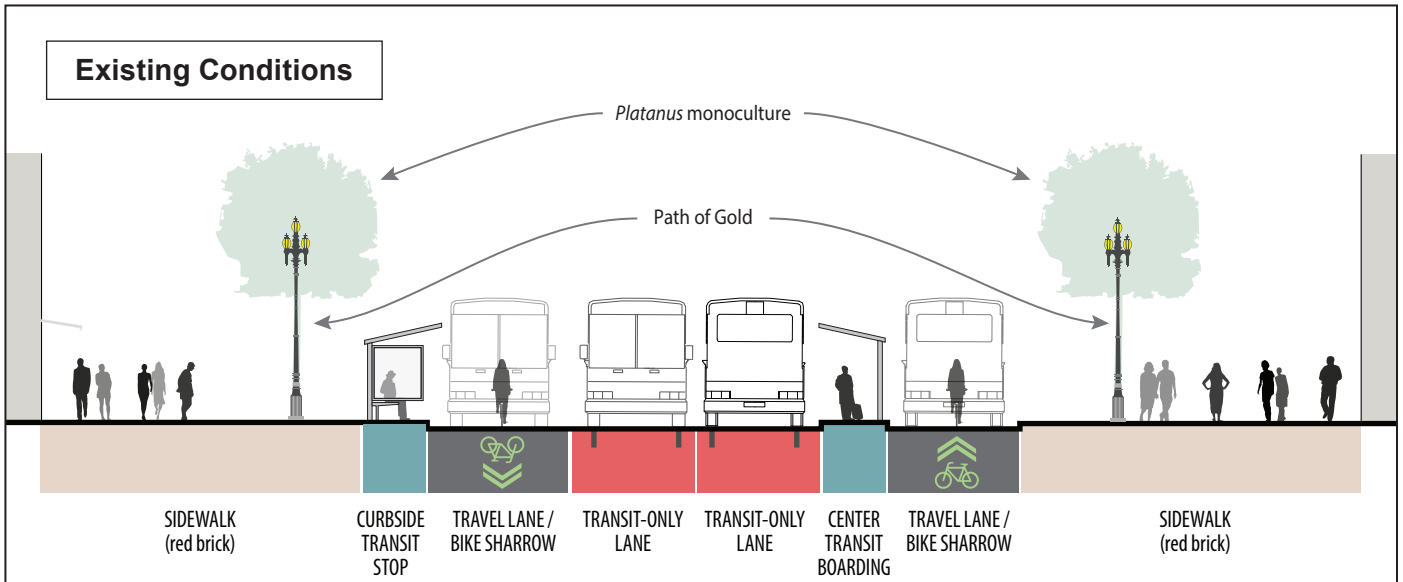 Existing Conditions
Platanus monoculture
Path of Gold
SIDEWALK
(red brick)
CURBSIDE
TRANSIT
STOP
TRAVEL LANE /
BIKE SHARROW
TRANSIT-ONLY
LANE
TRANSIT-ONLY
LANE
CENTER
TRANSIT
BOARDING
TRAVEL LANE /
BIKE SHARROW
SIDEWALK
(red brick)